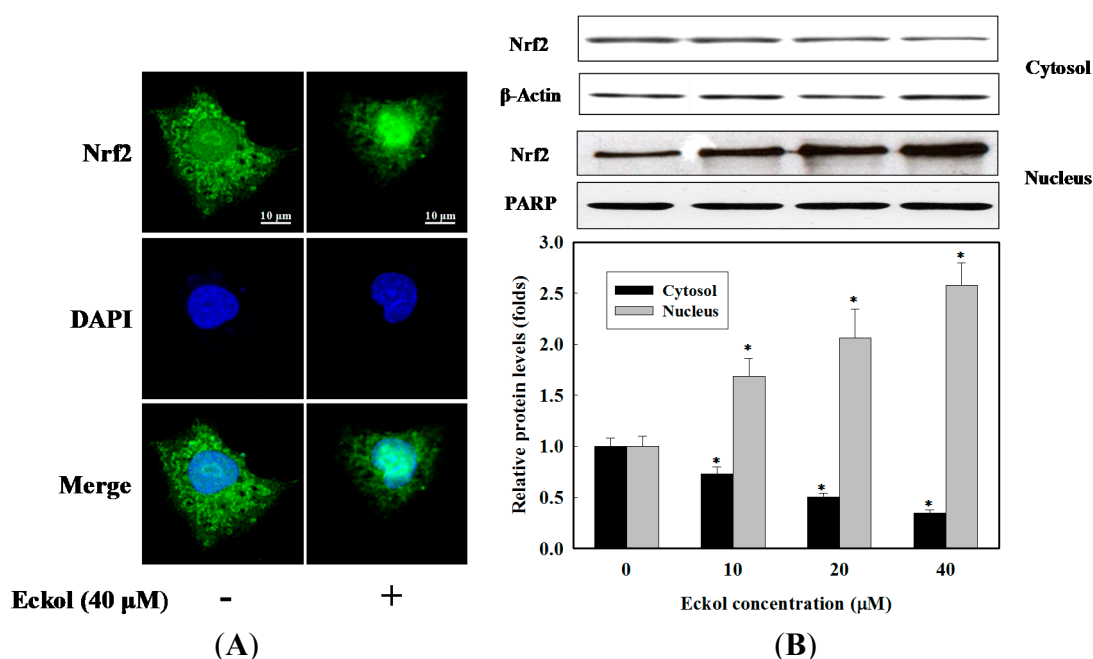 Nrf2
10 µm
10 µm
DAPI
Merge
Eckol (40 µM)
-
+
(A)
Nrf2
Cytosol
β-Actin
Nrf2
Nucleus
PARP
3.0
2.5
2.0
1.5
1.0
0.5
0.0
Relative protein levels (folds)
Cytosol
Nucleus
*
*
*
*
*
*
0
10
20
40
Eckol concentration (µM)
(B)